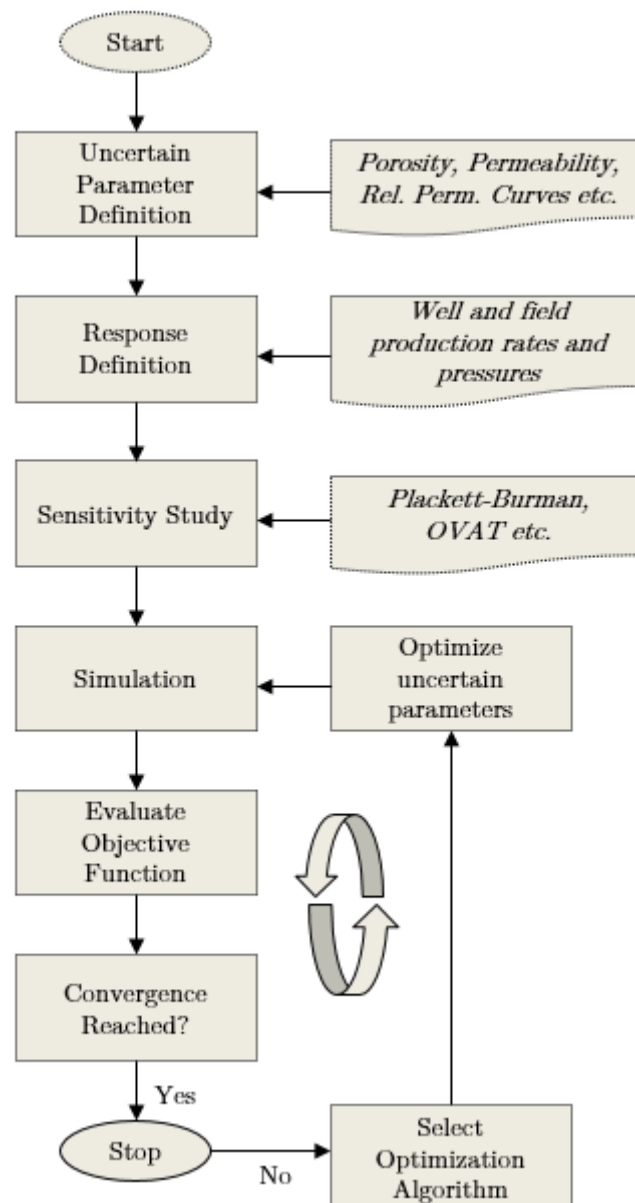 Start
Uncertain
Parameter
Definition
Porosity, Permeability,
Rel. Perm. Curves etc.
Response
Definition
Well and field
production rates and
pressures
Sensitivity Study
Plackett-Burman,
OVAT etc.
Simulation
Optimize
uncertain
parameters
Evaluate
Objective
Function
Convergence
Reached?
Yes
Stop
No
Select
Optimization
Algorithm